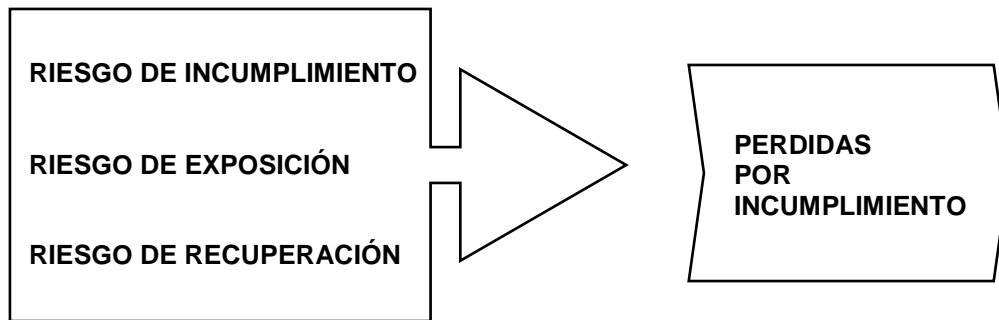 RIESGO DE INCUMPLIMIENTO
RIESGO DE EXPOSICIÓN
RIESGO DE RECUPERACIÓN
PERDIDAS
POR
INCUMPLIMIENTO